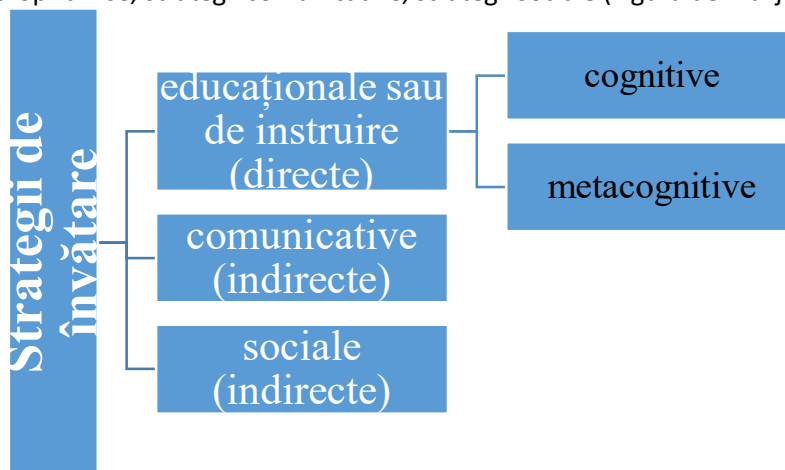 Strategii de
învățare
educaționale sau
de instruire
(directe)
cognitive
metacognitive
comunicative
(indirecte)
sociale
(indirecte)